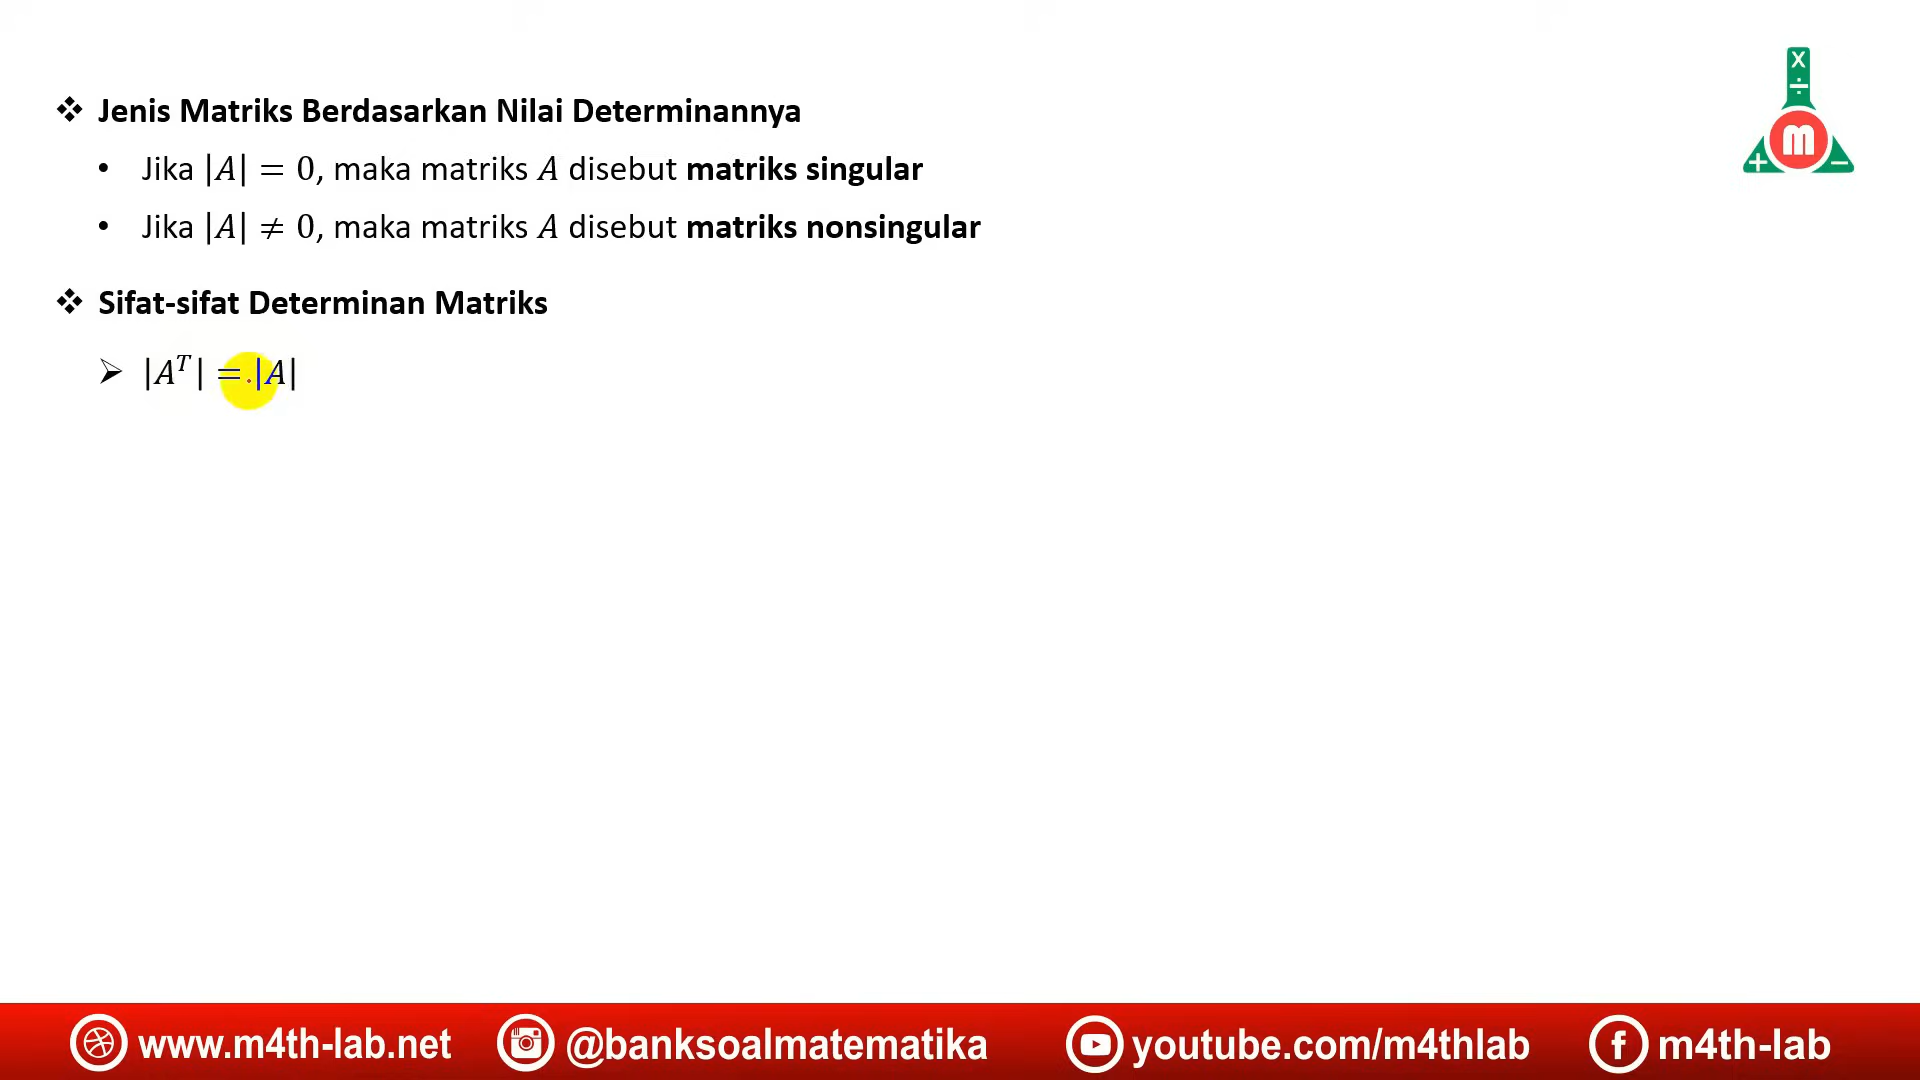 ❖ Jenis Matriks Berdasarkan Nilai Determinannya
• Jika |A| = 0, maka matriks A disebut matriks singular
• Jika |A| ≠ 0, maka matriks A disebut matriks nonsingular
❖ Sifat-sifat Determinan Matriks
➢ |Aᵀ| = |A|
X
÷
m
+ −
www.m4th-lab.net @banksoalmatematika youtube.com/m4thlab m4th-lab